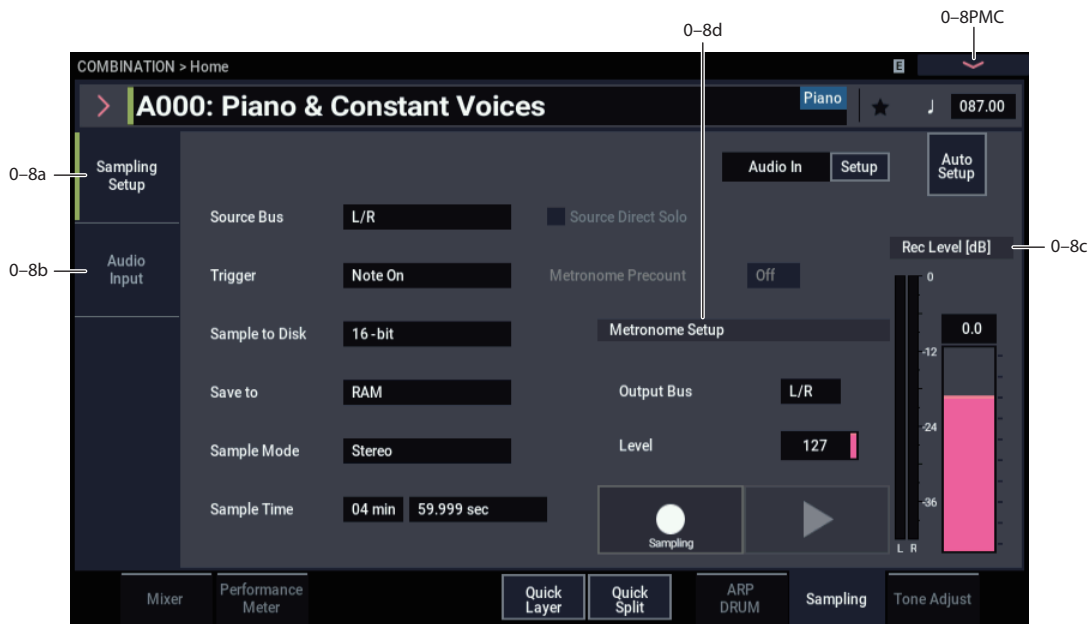 0–8PMC
0–8d
COMBINATION > Home
E
A000: Piano & Constant Voices
Piano
087.00
0–8a
Sampling
Setup
Audio In
Setup
Auto
Setup
Source Bus
L/R
Source Direct Solo
0–8b
Audio
Input
Rec Level [dB]
0–8c
Trigger
Note On
Metronome Precount
Off
0
Sample to Disk
16-bit
Metronome Setup
0.0
-12
Save to
RAM
Output Bus
L/R
-24
Sample Mode
Stereo
Level
127
Sample Time
04 min
59.999 sec
-36
Sampling
L R
Mixer
Performance
Meter
Quick
Layer
Quick
Split
ARP
DRUM
Sampling
Tone Adjust